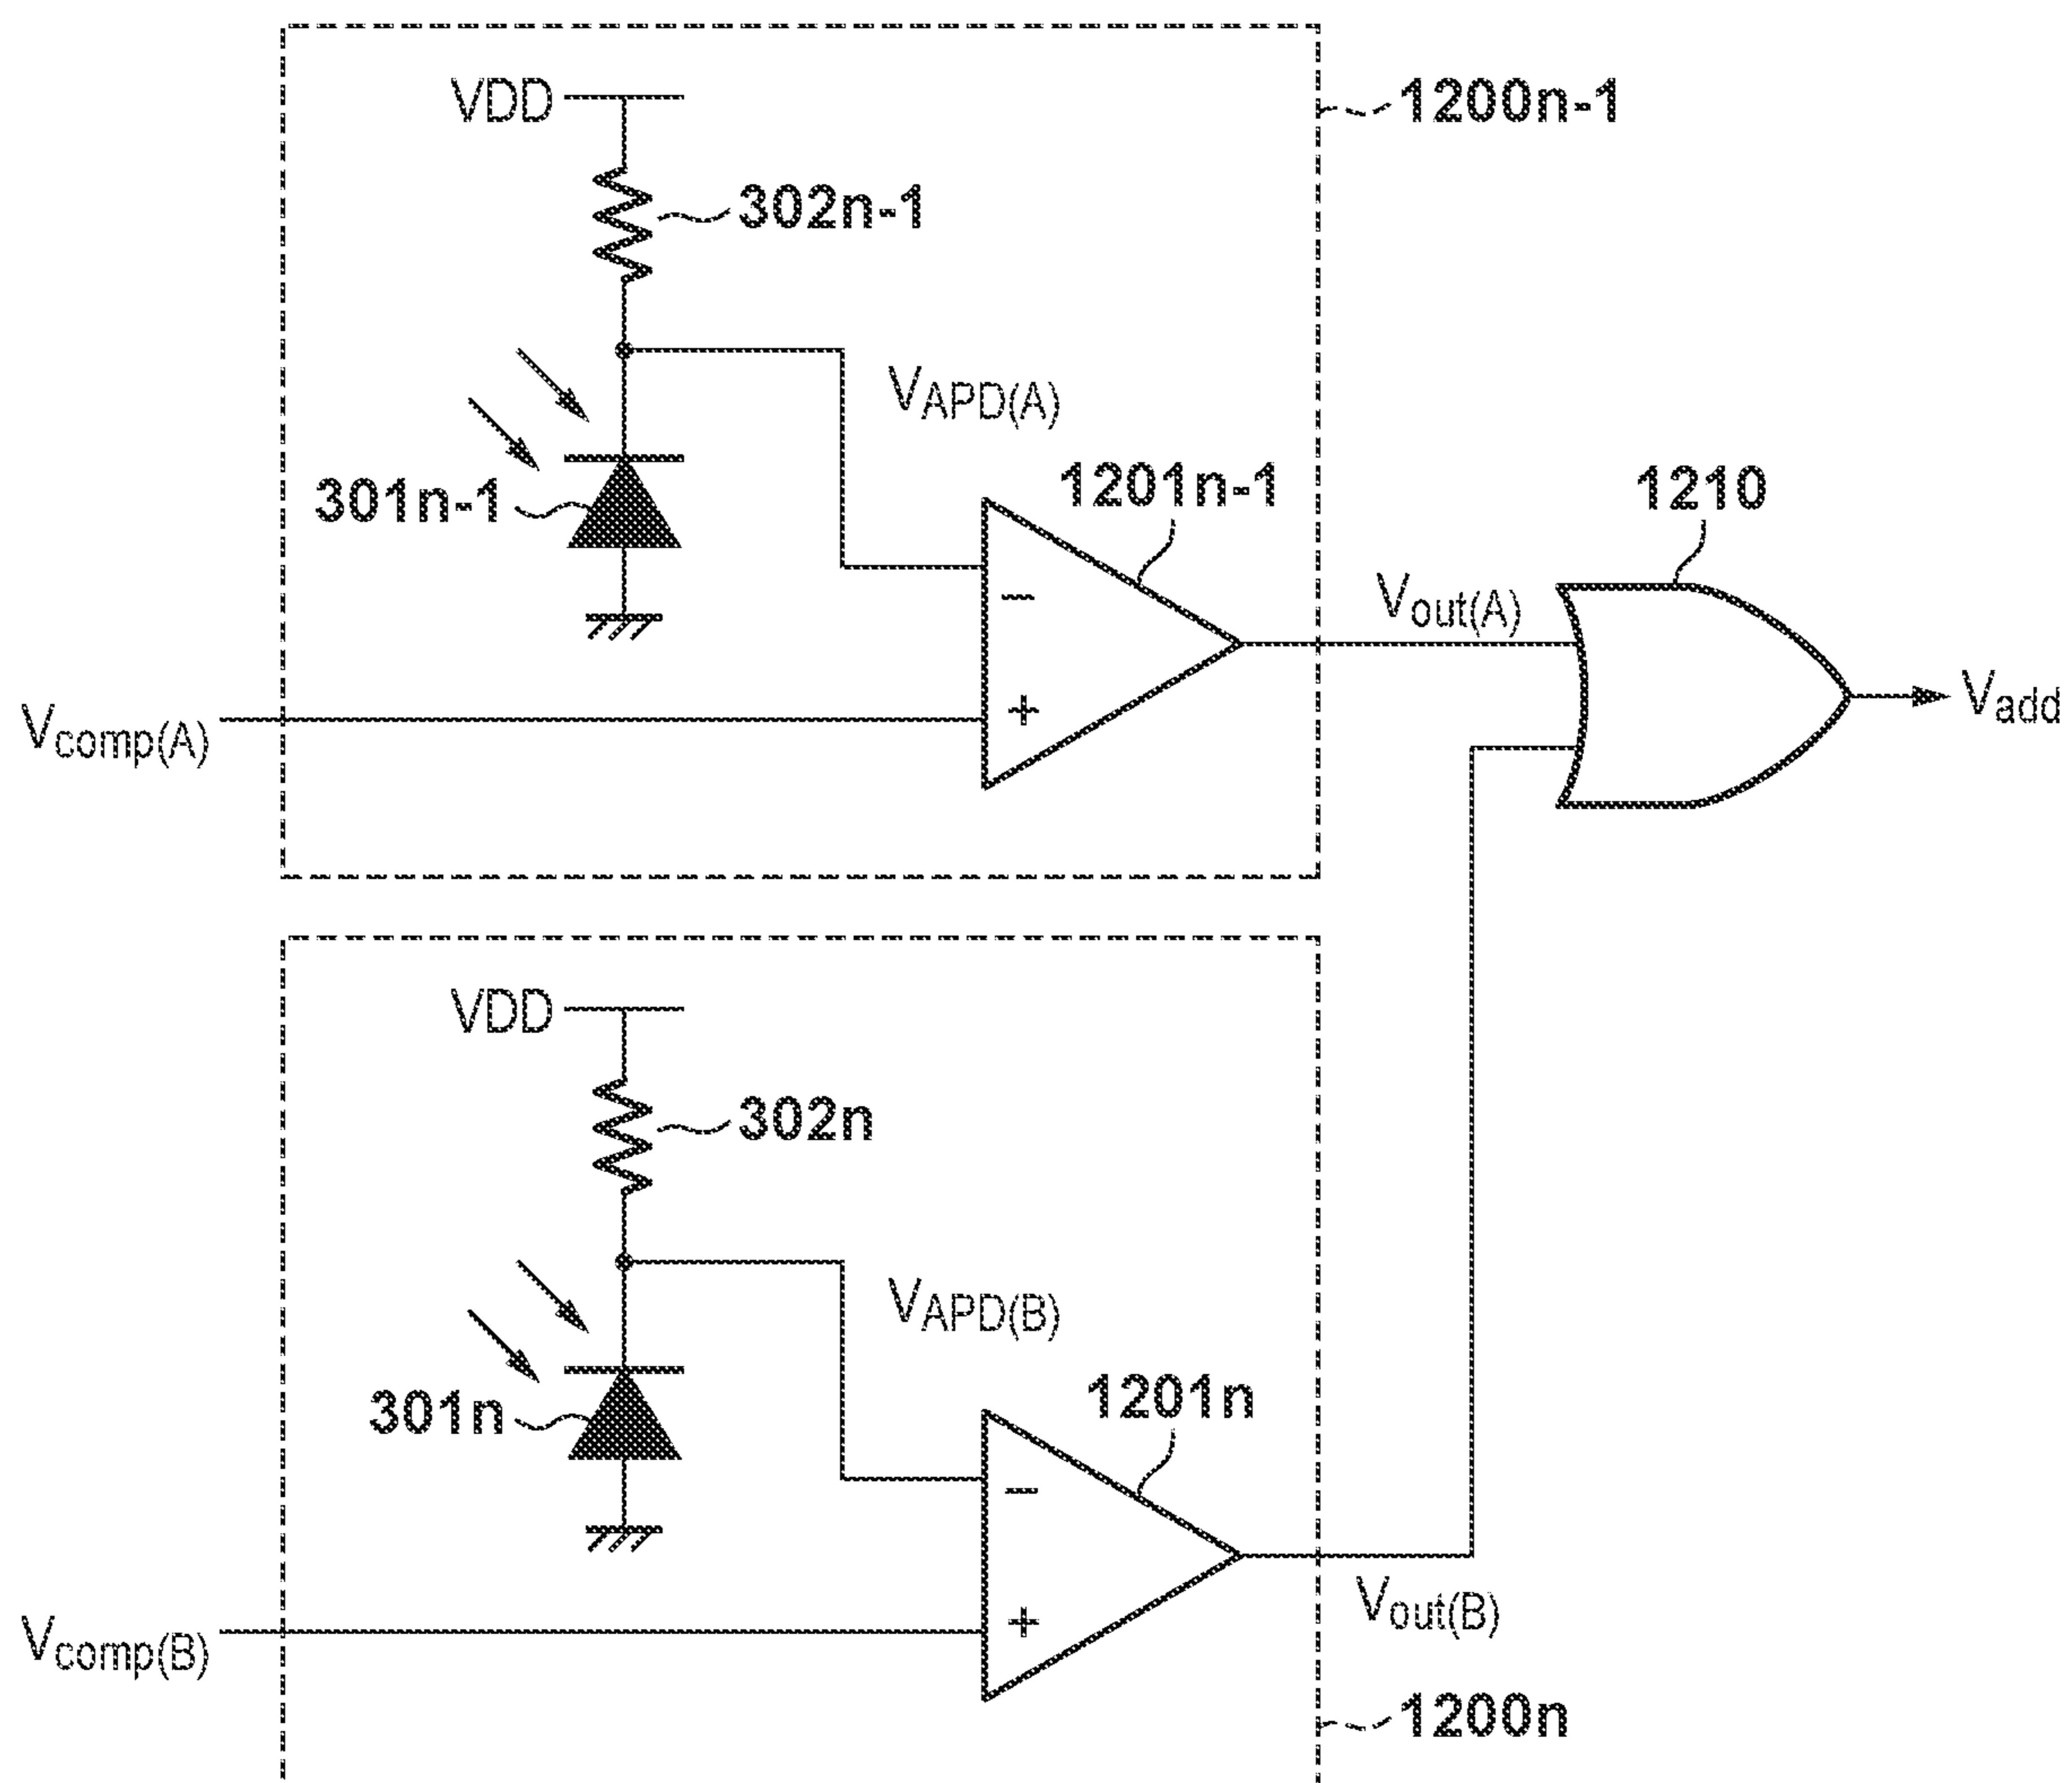 VDD
1200n-1
302n-1
VAPD(A)
301n-1
1201n-1
1210
−
Vout(A)
Vadd
+
Vcomp(A)
VDD
302n
VAPD(B)
301n
1201n
−
+
Vout(B)
Vcomp(B)
1200n